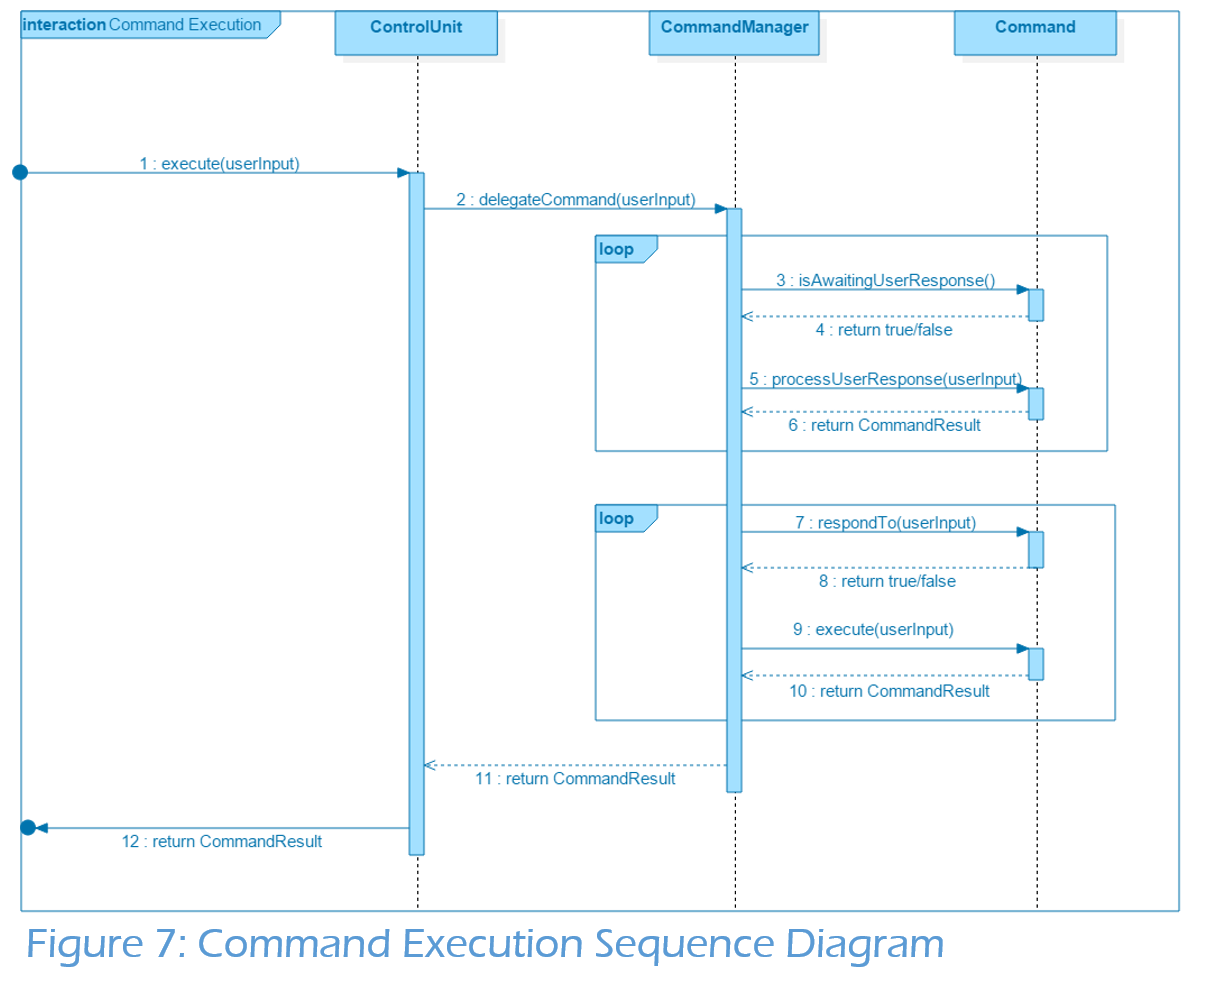 interaction Command Execution
ControlUnit
CommandManager
Command
1 : execute(userInput)
2 : delegateCommand(userInput)
loop
3 : isAwaitingUserResponse()
4 : return true/false
5 : processUserResponse(userInput)
6 : return CommandResult
loop
7 : respondTo(userInput)
8 : return true/false
9 : execute(userInput)
10 : return CommandResult
11 : return CommandResult
12 : return CommandResult
Figure 7: Command Execution Sequence Diagram